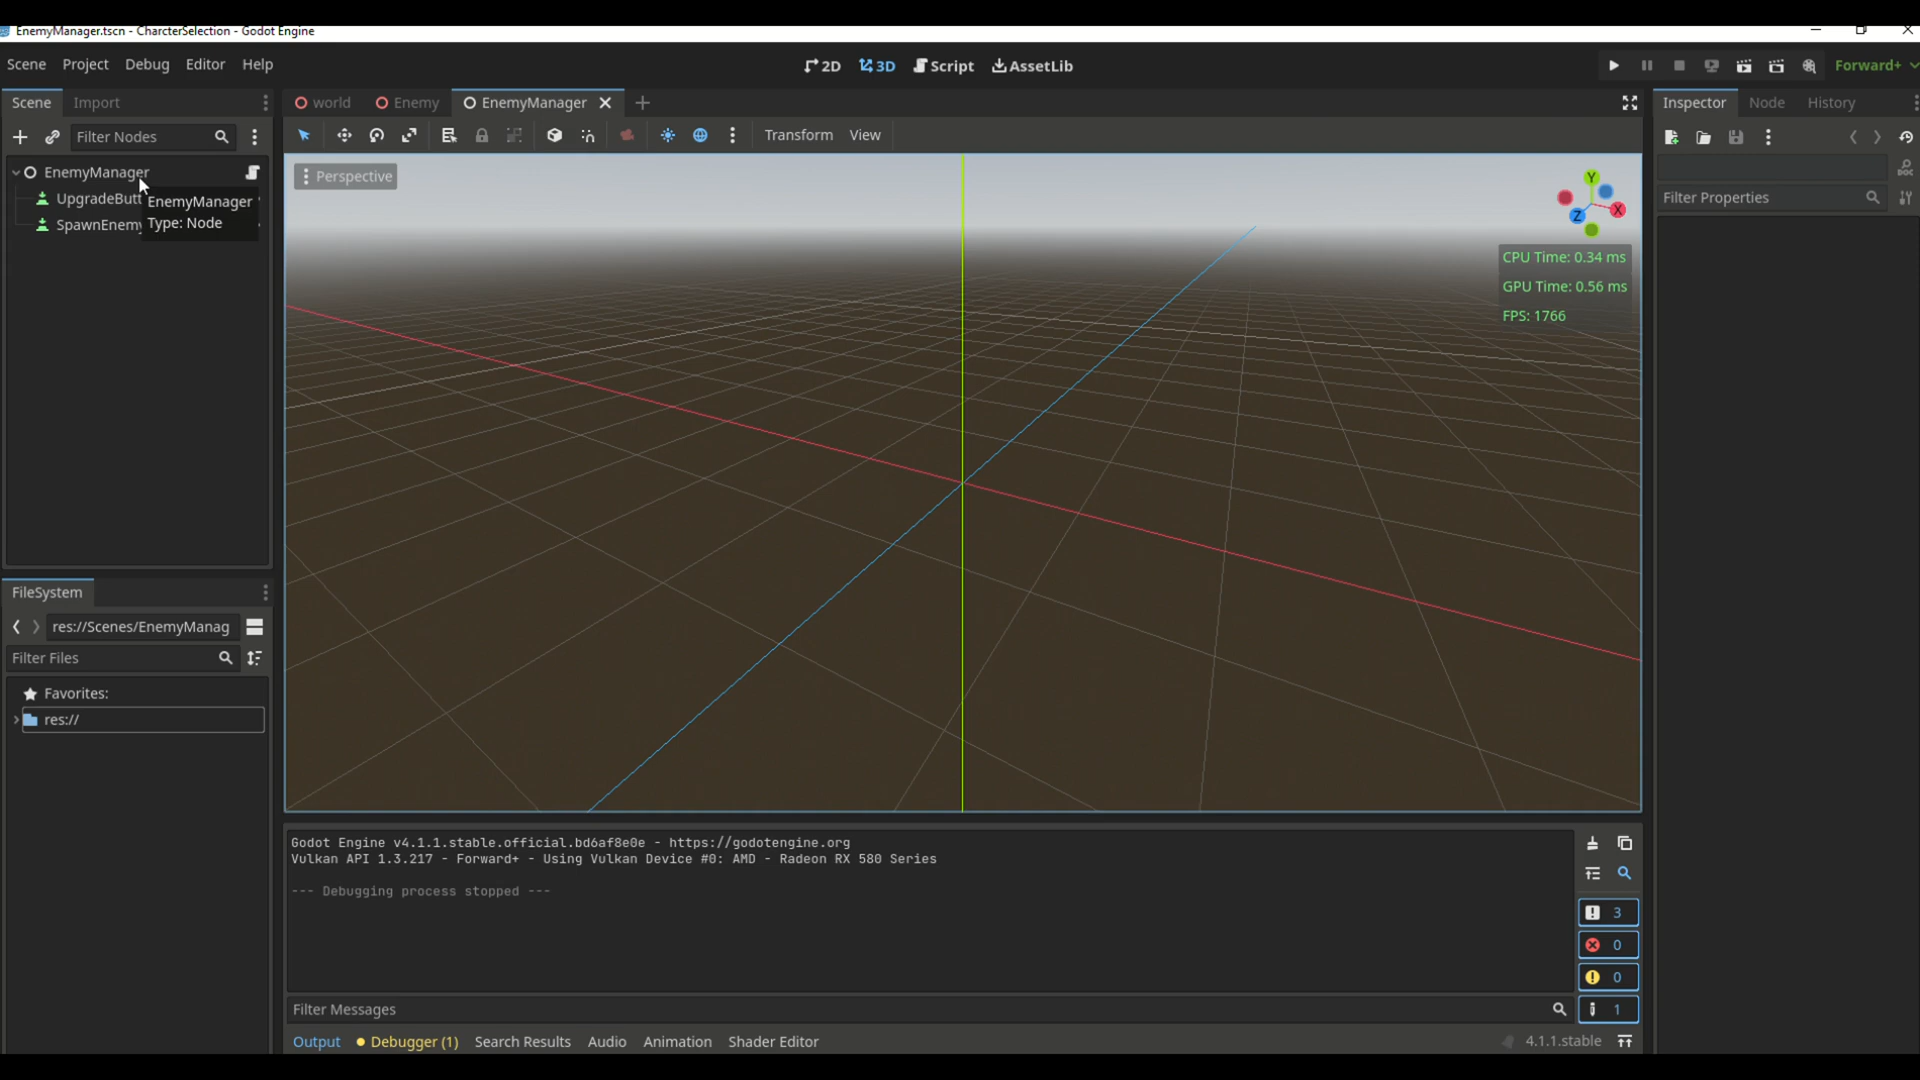 EnemyManager.tscn - CharcterSelection - Godot Engine
Scene Project Debug Editor Help
2D 3D Script AssetLib
Forward+
Scene Import
world Enemy EnemyManager
Inspector Node History
Filter Nodes
Transform View
EnemyManager
UpgradeButt
SpawnEnemy
EnemyManager
Type: Node
Perspective
Y
X
Z
CPU Time: 0.34 ms
GPU Time: 0.56 ms
FPS: 1766
Filter Properties
FileSystem
res://Scenes/EnemyManag
Filter Files
Favorites:
res://
Godot Engine v4.1.1.stable.official.bd6af8e0e - https://godotengine.org
Vulkan API 1.3.217 - Forward+ - Using Vulkan Device #0: AMD - Radeon RX 580 Series
--- Debugging process stopped ---
3
0
0
1
Filter Messages
Output Debugger (1) Search Results Audio Animation Shader Editor
4.1.1.stable